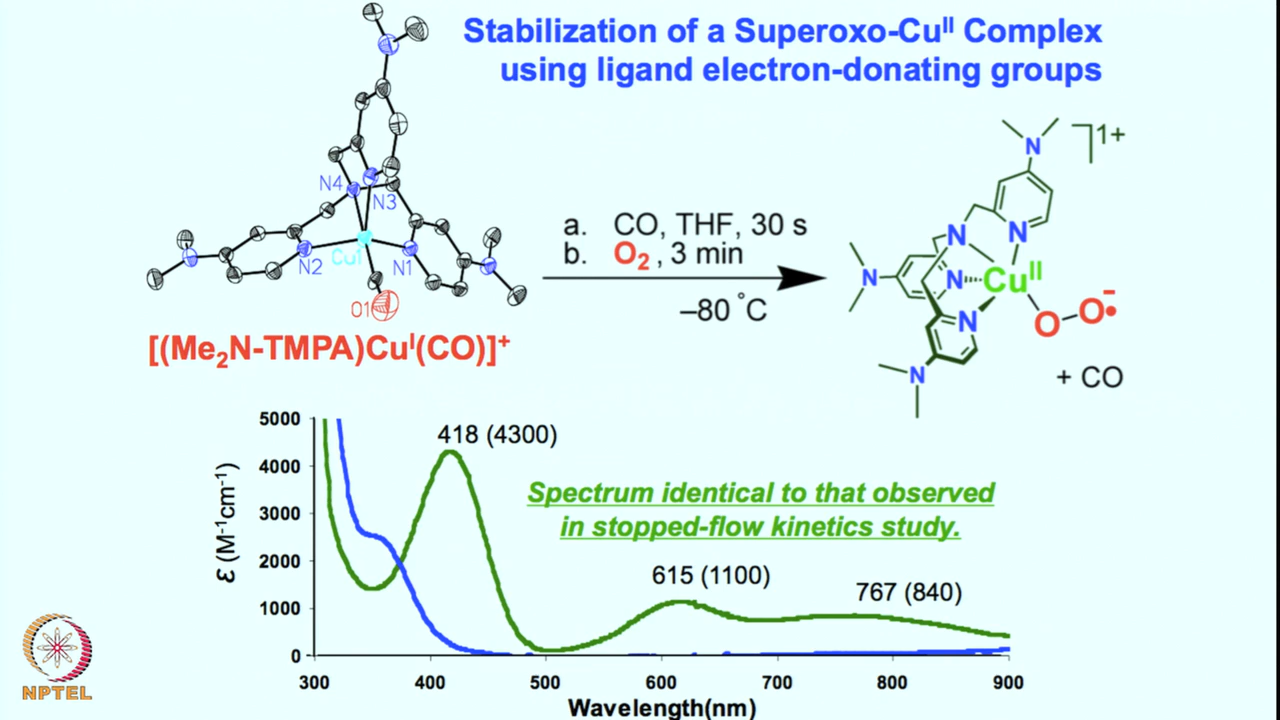 Stabilization of a Superoxo-Cuᴵᴵ Complex
using ligand electron-donating groups
N4
N3
Cu1
N2
N1
O1
[(Me₂N-TMPA)Cuᴵ(CO)]⁺
a. CO, THF, 30 s
b. O₂ , 3 min
–80 °C
]1+
N
N
N
N
N
N
N
Cuᴵᴵ
O–O•⁻
+ CO
5000
4000
3000
2000
1000
0
ε (M⁻¹cm⁻¹)
418 (4300)
Spectrum identical to that observed
in stopped-flow kinetics study.
615 (1100)
767 (840)
300 400 500 600 700 800 900
Wavelength(nm)
NPTEL